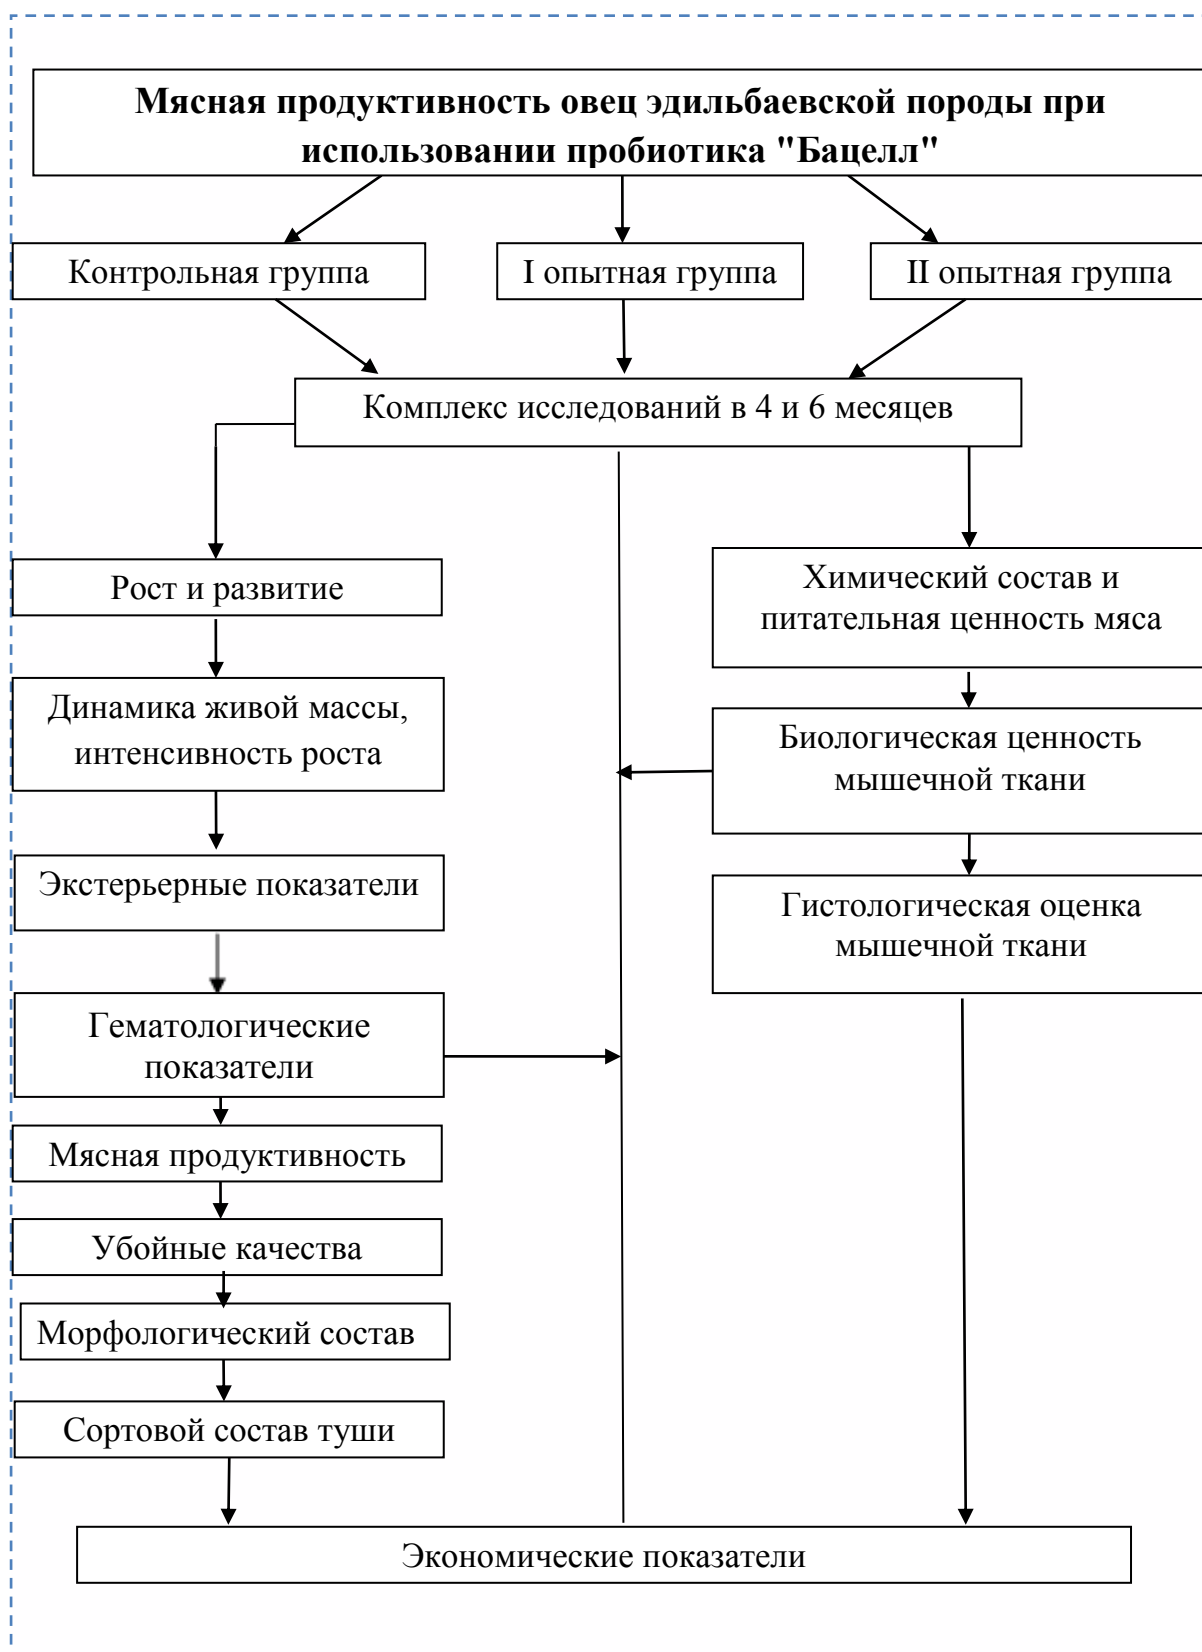 Мясная продуктивность овец эдильбаевской породы при
использовании пробиотика "Бацелл"
Контрольная группа
I опытная группа
II опытная группа
Комплекс исследований в 4 и 6 месяцев
Рост и развитие
Динамика живой массы,
интенсивность роста
Экстерьерные показатели
Гематологические
показатели
Мясная продуктивность
Убойные качества
Морфологический состав
Сортовой состав туши
Химический состав и
питательная ценность мяса
Биологическая ценность
мышечной ткани
Гистологическая оценка
мышечной ткани
Экономические показатели